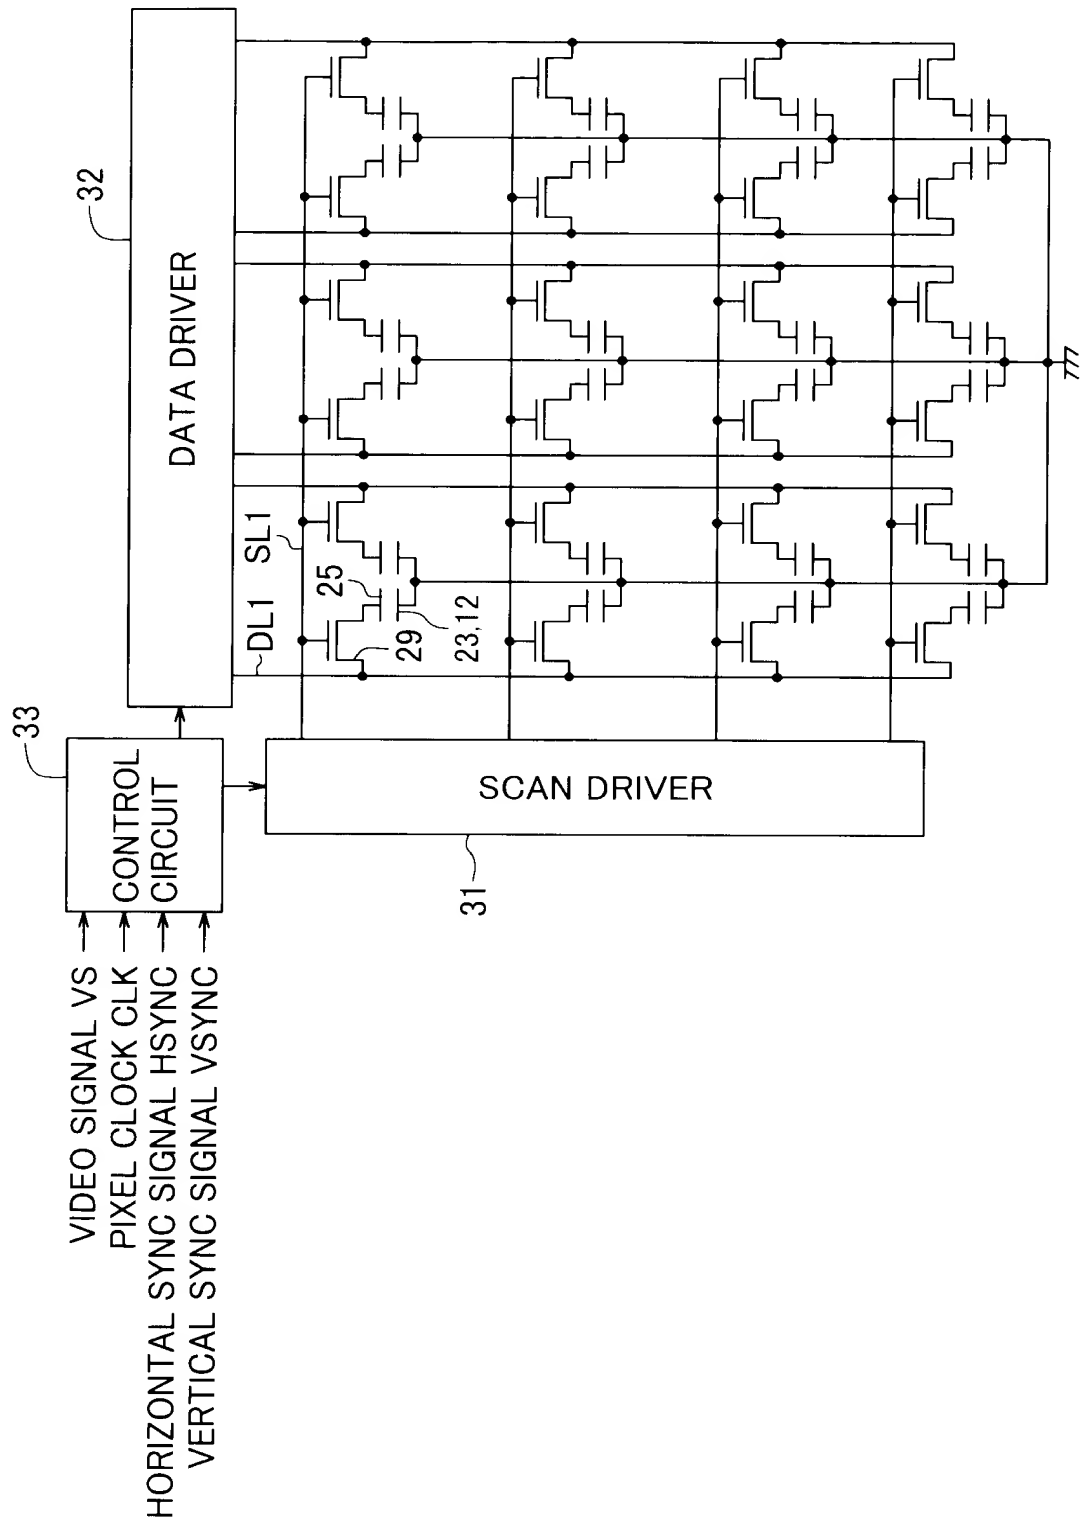 32
DATA DRIVER
33
CONTROL
CIRCUIT
VIDEO SIGNAL VS
PIXEL CLOCK CLK
HORIZONTAL SYNC SIGNAL HSYNC
VERTICAL SYNC SIGNAL VSYNC
DL1
SL1
25
29
23,12
SCAN DRIVER
31